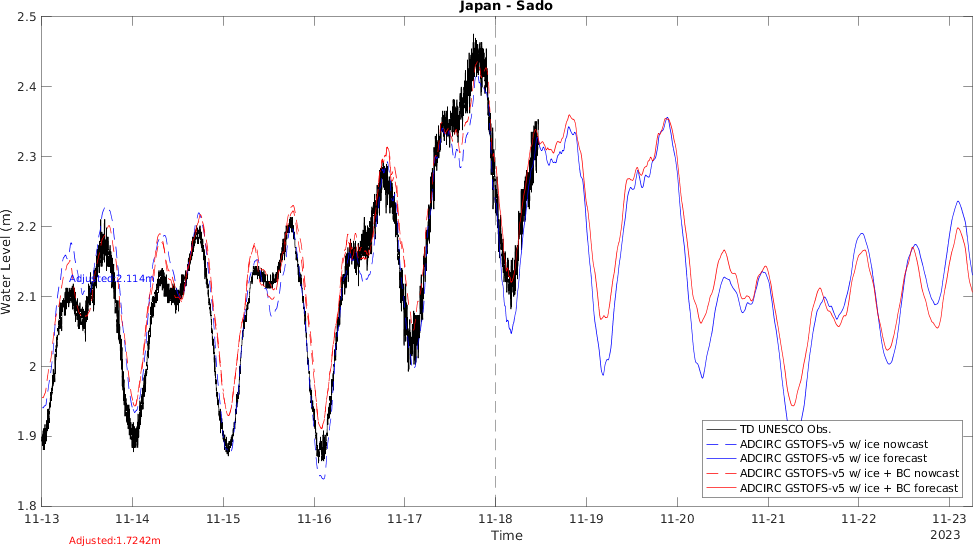 Japan - Sado
2.5
2.4
2.3
2.2
2.1
2
1.9
1.8
Water Level (m)
Adjusted:2.114m
TD UNESCO Obs.
ADCIRC GSTOFS-v5 w/ ice nowcast
ADCIRC GSTOFS-v5 w/ ice forecast
ADCIRC GSTOFS-v5 w/ ice + BC nowcast
ADCIRC GSTOFS-v5 w/ ice + BC forecast
11-13 11-14 11-15 11-16 11-17 11-18 11-19 11-20 11-21 11-22 11-23
2023
Time
Adjusted:1.7242m